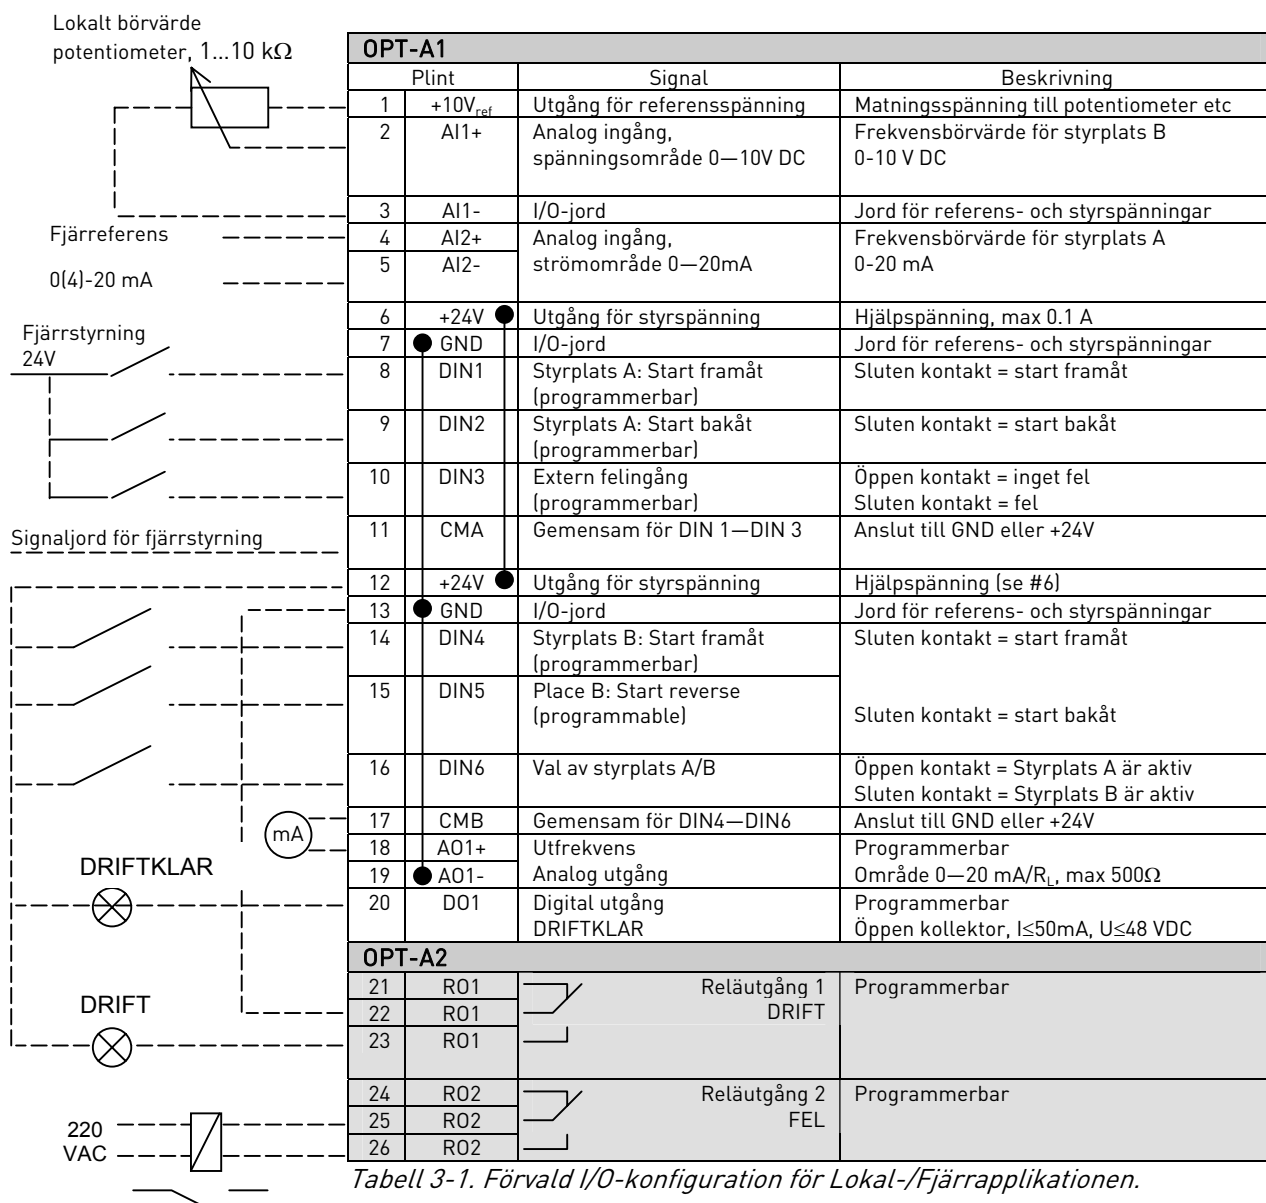 Lokalt börvärde
potentiometer, 1...10 kΩ
OPT-A1
Plint Signal Beskrivning
1 +10Vref Utgång för referensspänning Matningsspänning till potentiometer etc
2 AI1+ Analog ingång, Frekvensbörvärde för styrplats B
spänningsområde 0—10V DC 0-10 V DC
3 AI1- I/O-jord Jord för referens- och styrspänningar
Fjärreferens 4 AI2+ Analog ingång, Frekvensbörvärde för styrplats A
5 AI2- strömområde 0—20mA 0-20 mA
0(4)-20 mA
6 +24V Utgång för styrspänning Hjälpspänning, max 0.1 A
Fjärrstyrning
7 GND I/O-jord Jord för referens- och styrspänningar
24V
8 DIN1 Styrplats A: Start framåt Sluten kontakt = start framåt
(programmerbar)
9 DIN2 Styrplats A: Start bakåt Sluten kontakt = start bakåt
(programmerbar)
10 DIN3 Extern felingång Öppen kontakt = inget fel
(programmerbar) Sluten kontakt = fel
11 CMA Gemensam för DIN 1—DIN 3 Anslut till GND eller +24V
Signaljord för fjärrstyrning
12 +24V Utgång för styrspänning Hjälpspänning (se #6)
13 GND I/O-jord Jord för referens- och styrspänningar
14 DIN4 Styrplats B: Start framåt Sluten kontakt = start framåt
(programmerbar)
15 DIN5 Place B: Start reverse
(programmable) Sluten kontakt = start bakåt
16 DIN6 Val av styrplats A/B Öppen kontakt = Styrplats A är aktiv
Sluten kontakt = Styrplats B är aktiv
17 CMB Gemensam för DIN4—DIN6 Anslut till GND eller +24V
mA
18 AO1+ Utfrekvens Programmerbar
DRIFTKLAR
19 AO1- Analog utgång Område 0—20 mA/RL, max 500Ω
20 DO1 Digital utgång Programmerbar
DRIFTKLAR Öppen kollektor, I≤50mA, U≤48 VDC
OPT-A2
21 RO1 Reläutgång 1 Programmerbar
DRIFT
22 RO1 DRIFT
23 RO1
24 RO2 Reläutgång 2 Programmerbar
25 RO2 FEL
220
26 RO2
VAC
Tabell 3-1. Förvald I/O-konfiguration för Lokal-/Fjärrapplikationen.